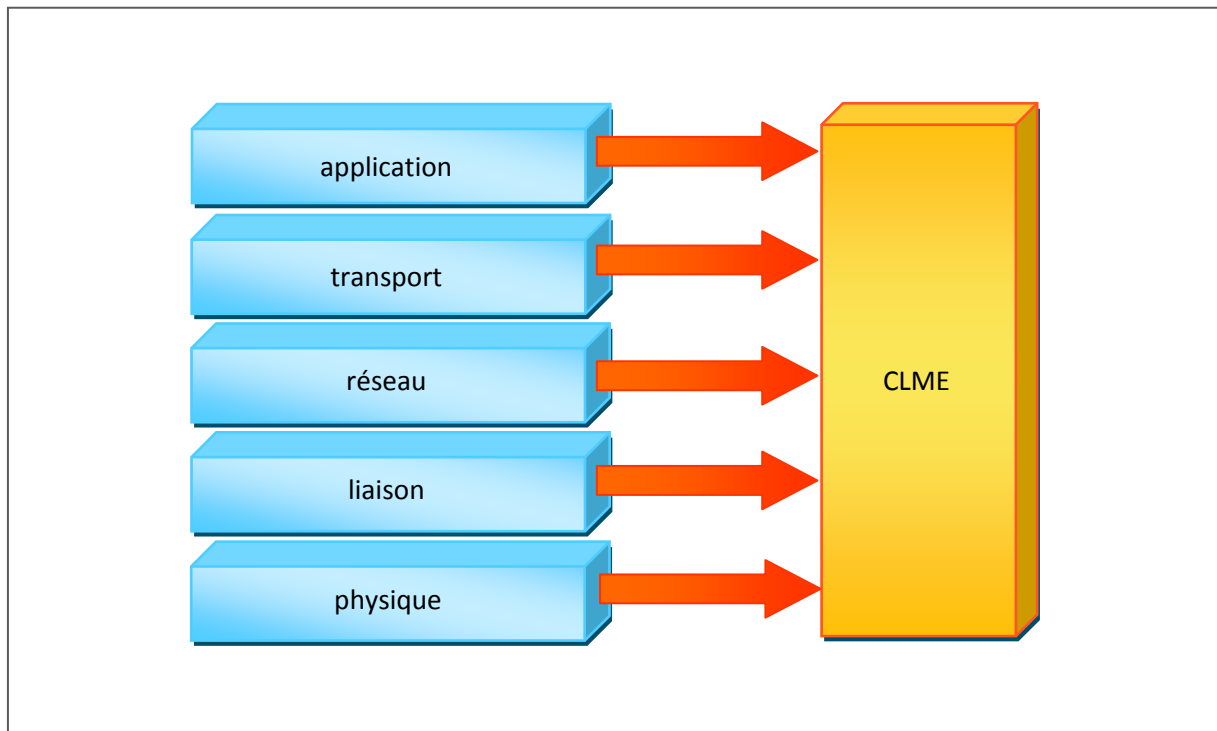 application
transport
réseau
CLME
liaison
physique